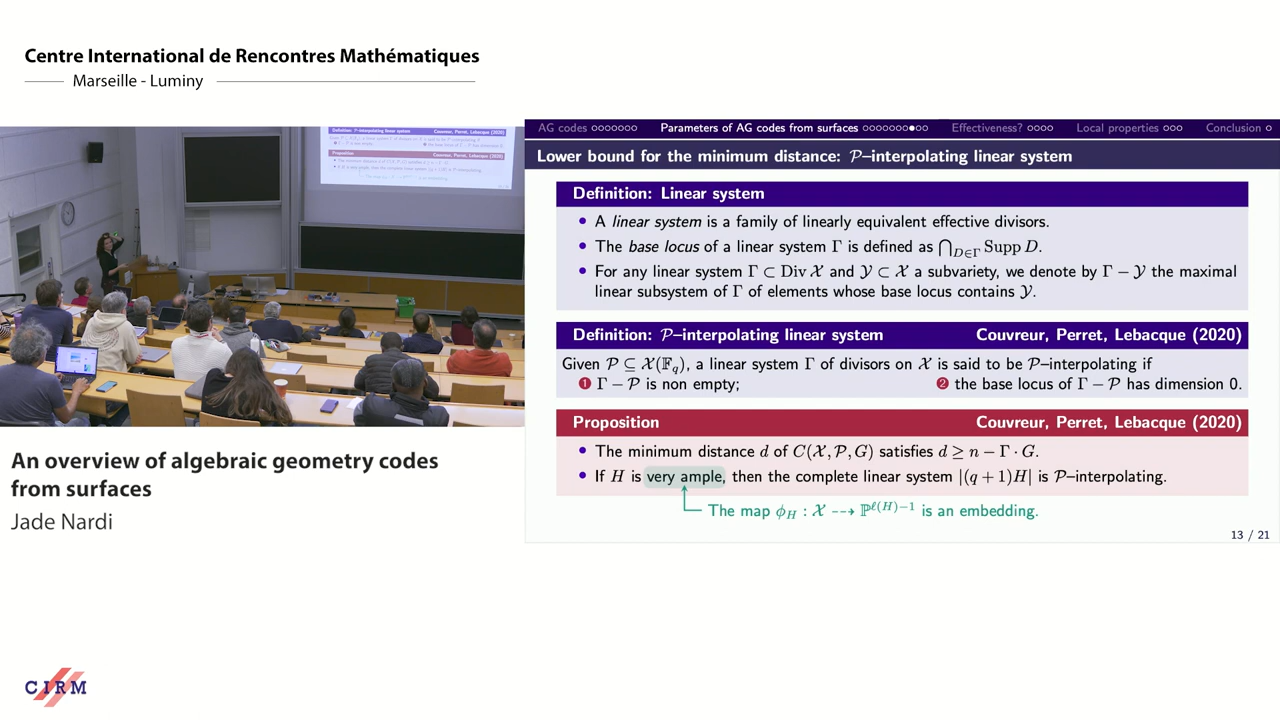 Centre International de Rencontres Mathématiques
Marseille - Luminy
AG codes Parameters of AG codes from surfaces Effectiveness? Local properties Conclusion
Lower bound for the minimum distance: 𝒫–interpolating linear system
Definition: Linear system
• A linear system is a family of linearly equivalent effective divisors.
• The base locus of a linear system Γ is defined as ⋂_{D∈Γ} Supp D.
• For any linear system Γ ⊂ Div 𝒳 and 𝒴 ⊂ 𝒳 a subvariety, we denote by Γ − 𝒴 the maximal
linear subsystem of Γ of elements whose base locus contains 𝒴.
Definition: 𝒫–interpolating linear system Couvreur, Perret, Lebacque (2020)
Given 𝒫 ⊆ 𝒳(𝔽_q), a linear system Γ of divisors on 𝒳 is said to be 𝒫–interpolating if
❶ Γ − 𝒫 is non empty; ❷ the base locus of Γ − 𝒫 has dimension 0.
Proposition Couvreur, Perret, Lebacque (2020)
• The minimum distance d of C(𝒳, 𝒫, G) satisfies d ≥ n − Γ · G.
• If H is very ample, then the complete linear system |(q + 1)H| is 𝒫–interpolating.
The map ϕ_H : 𝒳 ⇢ ℙ^{ℓ(H)−1} is an embedding.
13 / 21
An overview of algebraic geometry codes
from surfaces
Jade Nardi
CIRM